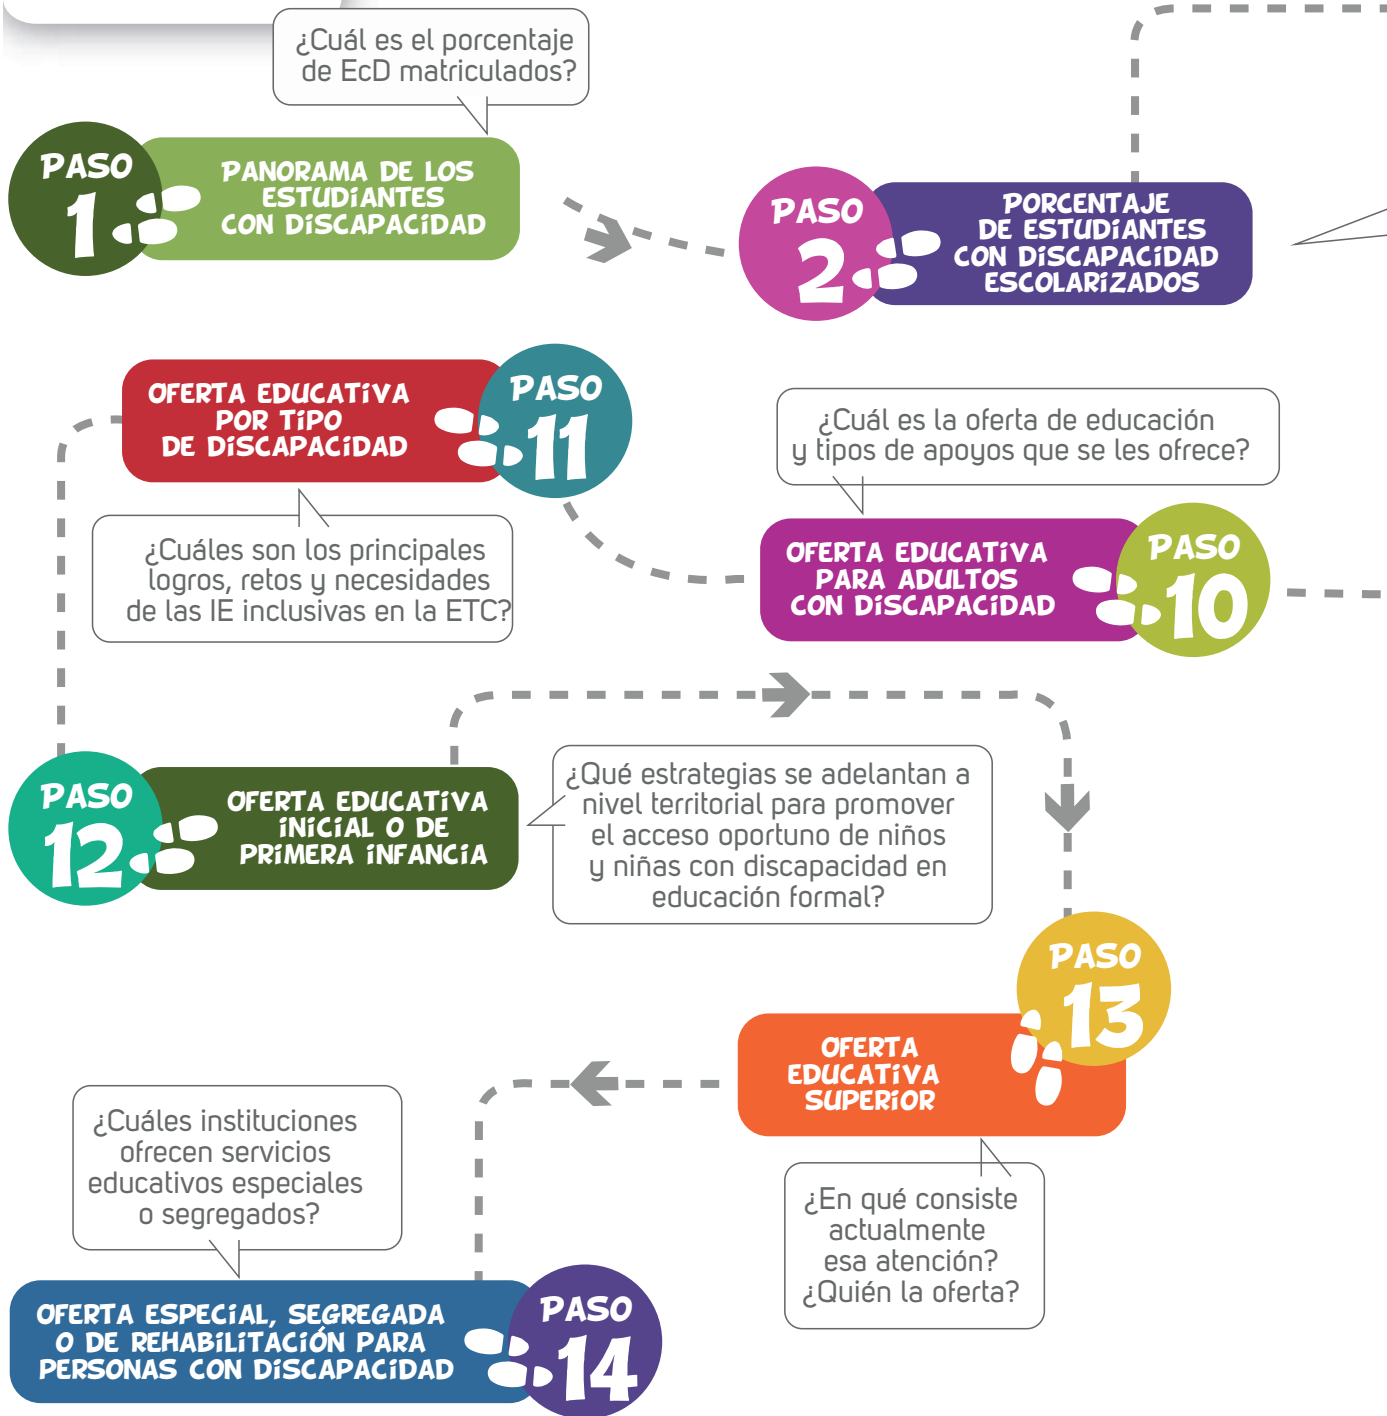 ¿Cuál es el porcentaje
de EcD matriculados?
PASO
1
PANORAMA DE LOS
ESTUDIANTES
CON DISCAPACIDAD
PASO
2
PORCENTAJE
DE ESTUDIANTES
CON DISCAPACIDAD
ESCOLARIZADOS
OFERTA EDUCATIVA
POR TIPO
DE DISCAPACIDAD
PASO
11
¿Cuáles son los principales
logros, retos y necesidades
de las IE inclusivas en la ETC?
¿Cuál es la oferta de educación
y tipos de apoyos que se les ofrece?
OFERTA EDUCATIVA
PARA ADULTOS
CON DISCAPACIDAD
PASO
10
PASO
12
OFERTA EDUCATIVA
INICIAL O DE
PRIMERA INFANCIA
¿Qué estrategias se adelantan a
nivel territorial para promover
el acceso oportuno de niños
y niñas con discapacidad en
educación formal?
PASO
13
OFERTA
EDUCATIVA
SUPERIOR
¿En qué consiste
actualmente
esa atención?
¿Quién la oferta?
¿Cuáles instituciones
ofrecen servicios
educativos especiales
o segregados?
OFERTA ESPECIAL, SEGREGADA
O DE REHABILITACIÓN PARA
PERSONAS CON DISCAPACIDAD
PASO
14